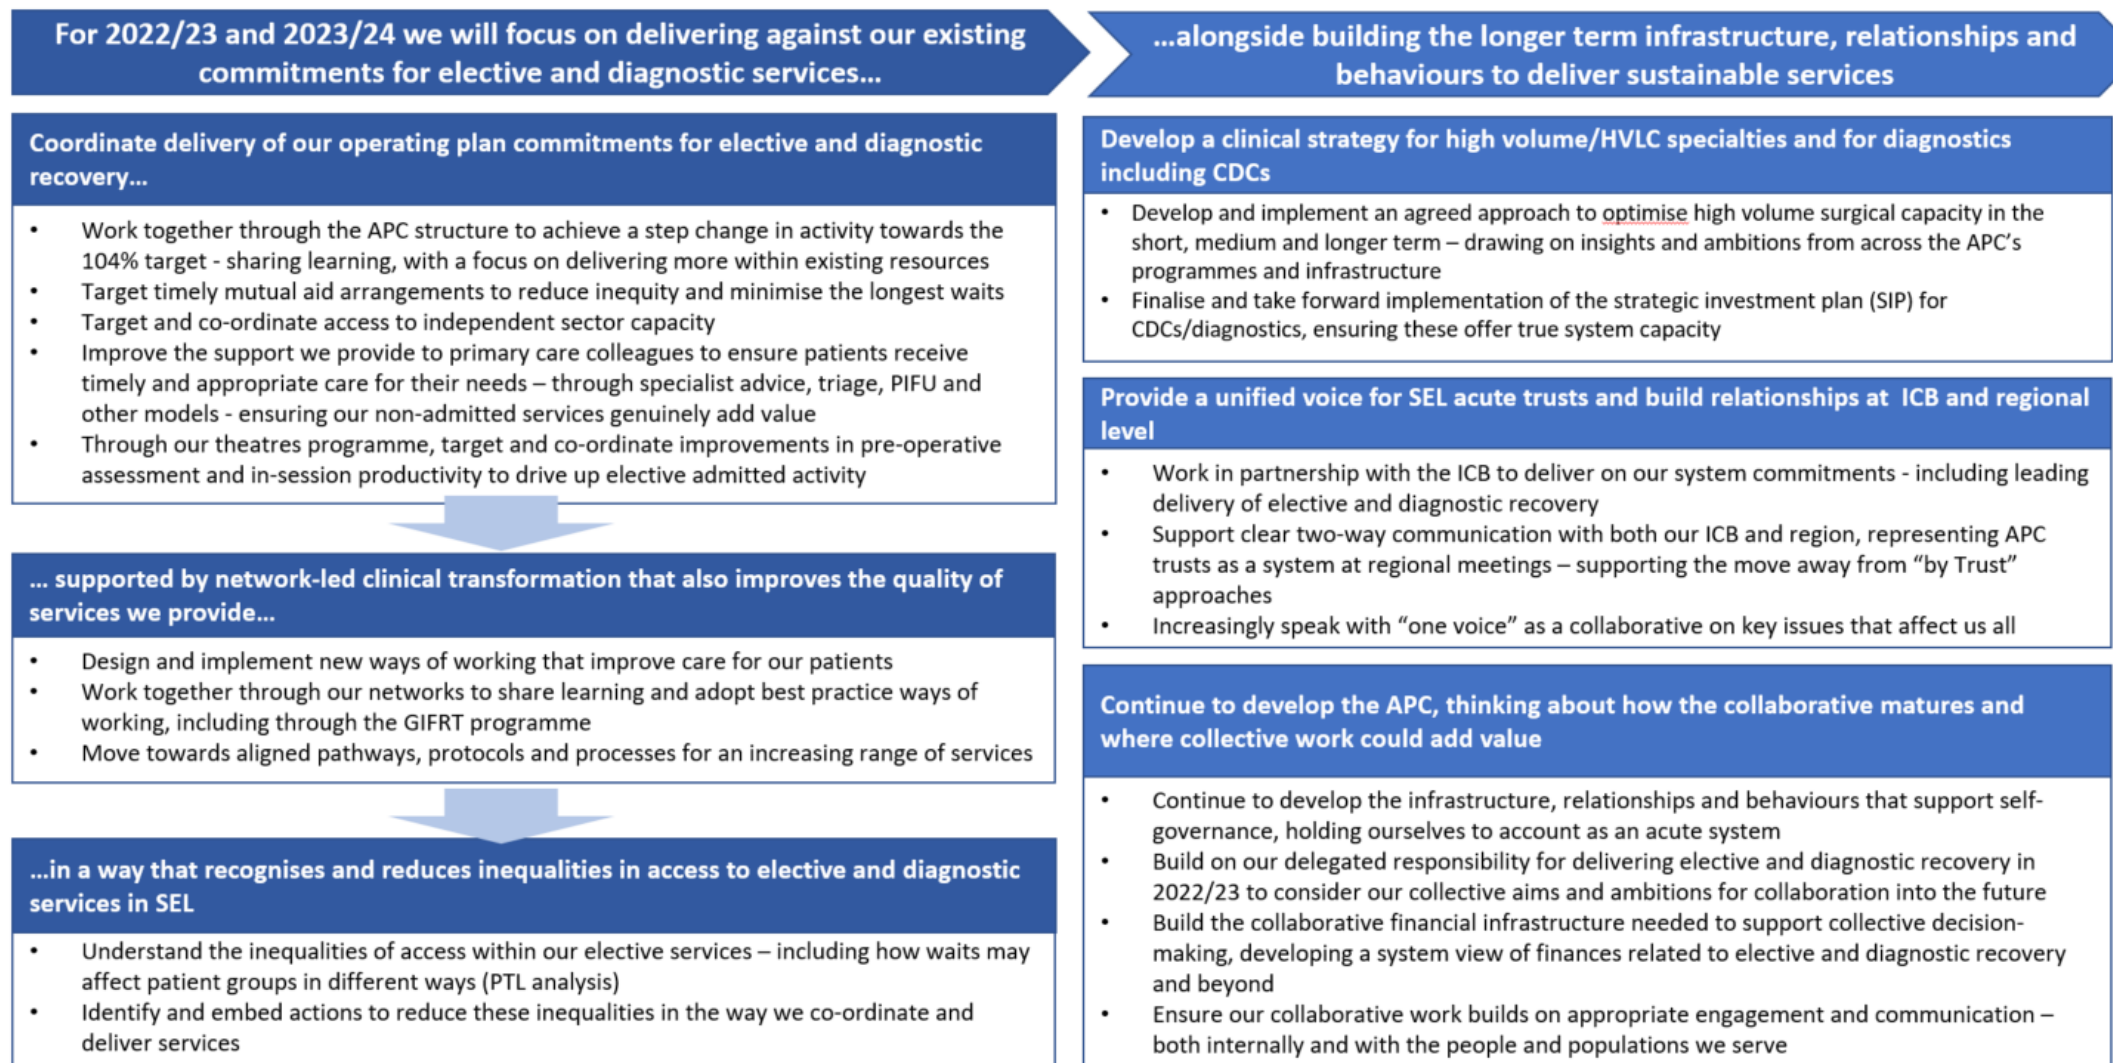 For 2022/23 and 2023/24 we will focus on delivering against our existing
commitments for elective and diagnostic services...
Coordinate delivery of our operating plan commitments for elective and diagnostic
recovery...
• Work together through the APC structure to achieve a step change in activity towards the
104% target - sharing learning, with a focus on delivering more within existing resources
• Target timely mutual aid arrangements to reduce inequity and minimise the longest waits
• Target and co-ordinate access to independent sector capacity
• Improve the support we provide to primary care colleagues to ensure patients receive
timely and appropriate care for their needs – through specialist advice, triage, PIFU and
other models - ensuring our non-admitted services genuinely add value
• Through our theatres programme, target and co-ordinate improvements in pre-operative
assessment and in-session productivity to drive up elective admitted activity
... supported by network-led clinical transformation that also improves the quality of
services we provide...
• Design and implement new ways of working that improve care for our patients
• Work together through our networks to share learning and adopt best practice ways of
working, including through the GIFRT programme
• Move towards aligned pathways, protocols and processes for an increasing range of services
...in a way that recognises and reduces inequalities in access to elective and diagnostic
services in SEL
• Understand the inequalities of access within our elective services – including how waits may
affect patient groups in different ways (PTL analysis)
• Identify and embed actions to reduce these inequalities in the way we co-ordinate and
deliver services
...alongside building the longer term infrastructure, relationships and
behaviours to deliver sustainable services
Develop a clinical strategy for high volume/HVLC specialties and for diagnostics
including CDCs
• Develop and implement an agreed approach to optimise high volume surgical capacity in the
short, medium and longer term – drawing on insights and ambitions from across the APC's
programmes and infrastructure
• Finalise and take forward implementation of the strategic investment plan (SIP) for
CDCs/diagnostics, ensuring these offer true system capacity
Provide a unified voice for SEL acute trusts and build relationships at ICB and regional
level
• Work in partnership with the ICB to deliver on our system commitments - including leading
delivery of elective and diagnostic recovery
• Support clear two-way communication with both our ICB and region, representing APC
trusts as a system at regional meetings – supporting the move away from “by Trust”
approaches
• Increasingly speak with “one voice” as a collaborative on key issues that affect us all
Continue to develop the APC, thinking about how the collaborative matures and
where collective work could add value
• Continue to develop the infrastructure, relationships and behaviours that support self-
governance, holding ourselves to account as an acute system
• Build on our delegated responsibility for delivering elective and diagnostic recovery in
2022/23 to consider our collective aims and ambitions for collaboration into the future
• Build the collaborative financial infrastructure needed to support collective decision-
making, developing a system view of finances related to elective and diagnostic recovery
and beyond
• Ensure our collaborative work builds on appropriate engagement and communication –
both internally and with the people and populations we serve